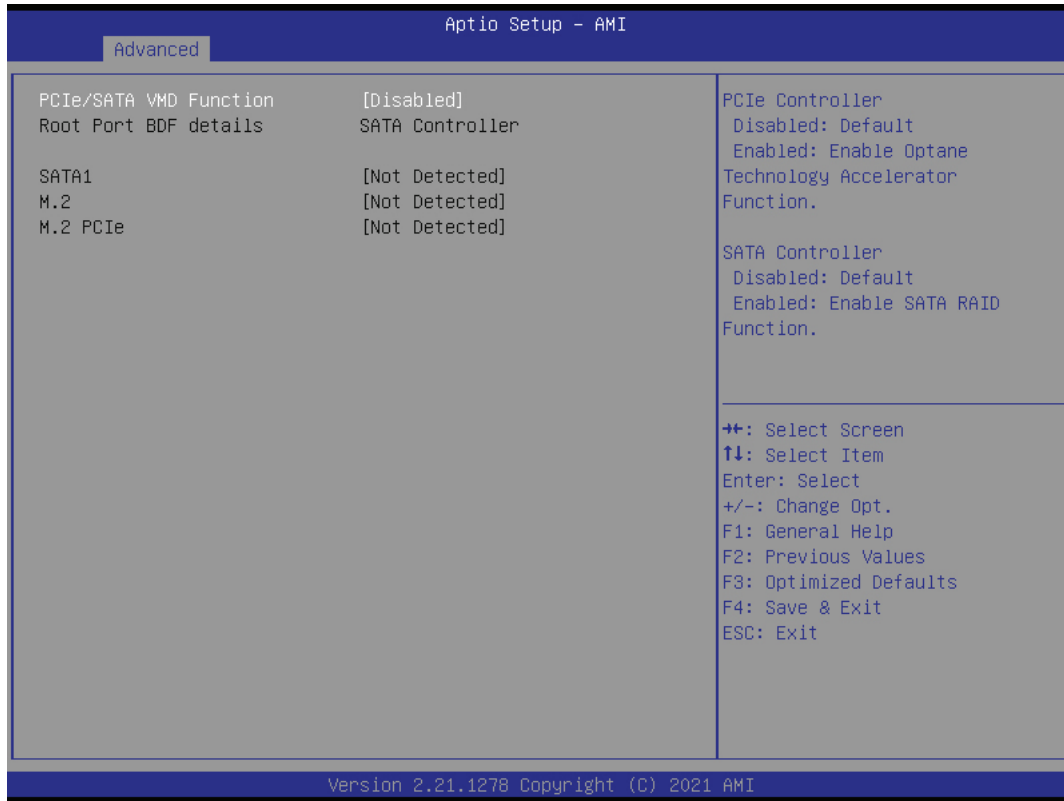 Aptio Setup – AMI
Advanced
PCIe/SATA VMD Function [Disabled]
Root Port BDF details SATA Controller
SATA1 [Not Detected]
M.2 [Not Detected]
M.2 PCIe [Not Detected]
PCIe Controller
Disabled: Default
Enabled: Enable Optane
Technology Accelerator
Function.
SATA Controller
Disabled: Default
Enabled: Enable SATA RAID
Function.
→←: Select Screen
↑↓: Select Item
Enter: Select
+/-: Change Opt.
F1: General Help
F2: Previous Values
F3: Optimized Defaults
F4: Save & Exit
ESC: Exit
Version 2.21.1278 Copyright (C) 2021 AMI